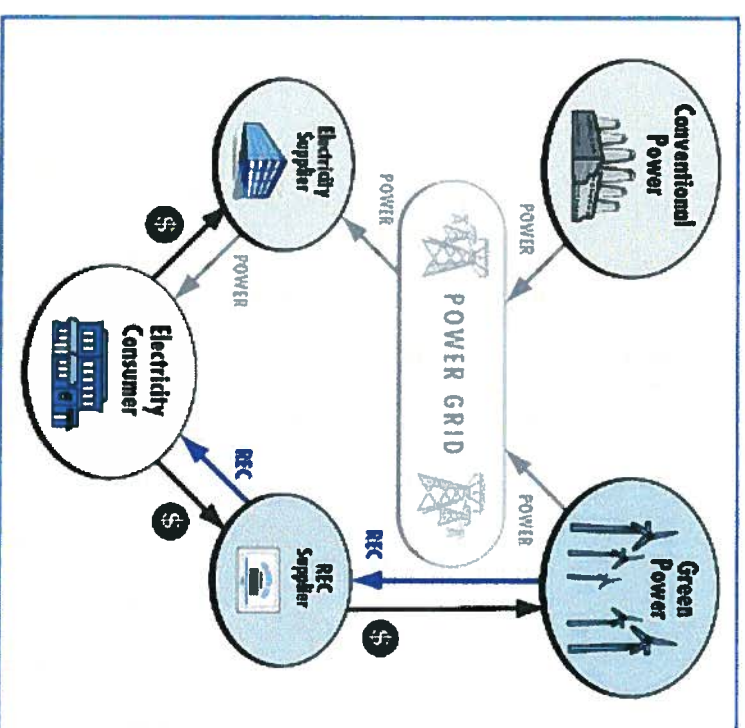 Conventional
Power
Green
Power
POWER
POWER
POWER GRID
POWER
REC
$
Electricity
Supplier
REC
Supplier
POWER
REC
$
$
Electricity
Consumer